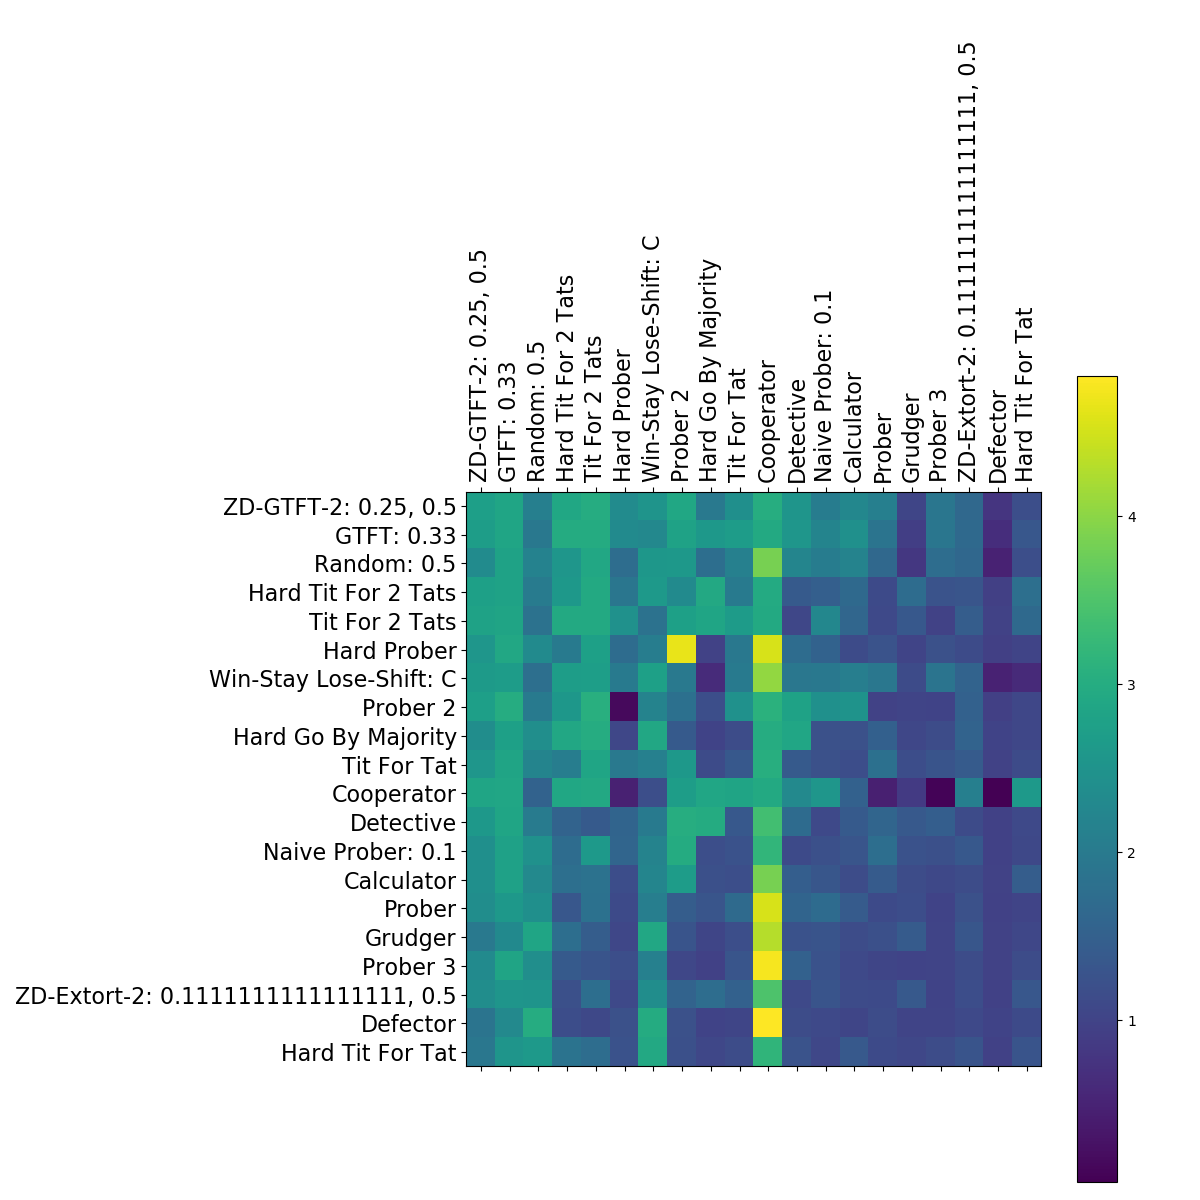 ZD-GTFT-2: 0.25, 0.5
GTFT: 0.33
Random: 0.5
Hard Tit For 2 Tats
Tit For 2 Tats
Hard Prober
Win-Stay Lose-Shift: C
Prober 2
Hard Go By Majority
Tit For Tat
Cooperator
Detective
Naive Prober: 0.1
Calculator
Prober
Grudger
Prober 3
ZD-Extort-2: 0.1111111111111111, 0.5
Defector
Hard Tit For Tat
ZD-GTFT-2: 0.25, 0.5
GTFT: 0.33
Random: 0.5
Hard Tit For 2 Tats
Tit For 2 Tats
Hard Prober
Win-Stay Lose-Shift: C
Prober 2
Hard Go By Majority
Tit For Tat
Cooperator
Detective
Naive Prober: 0.1
Calculator
Prober
Grudger
Prober 3
ZD-Extort-2: 0.1111111111111111, 0.5
Defector
Hard Tit For Tat
4
3
2
1